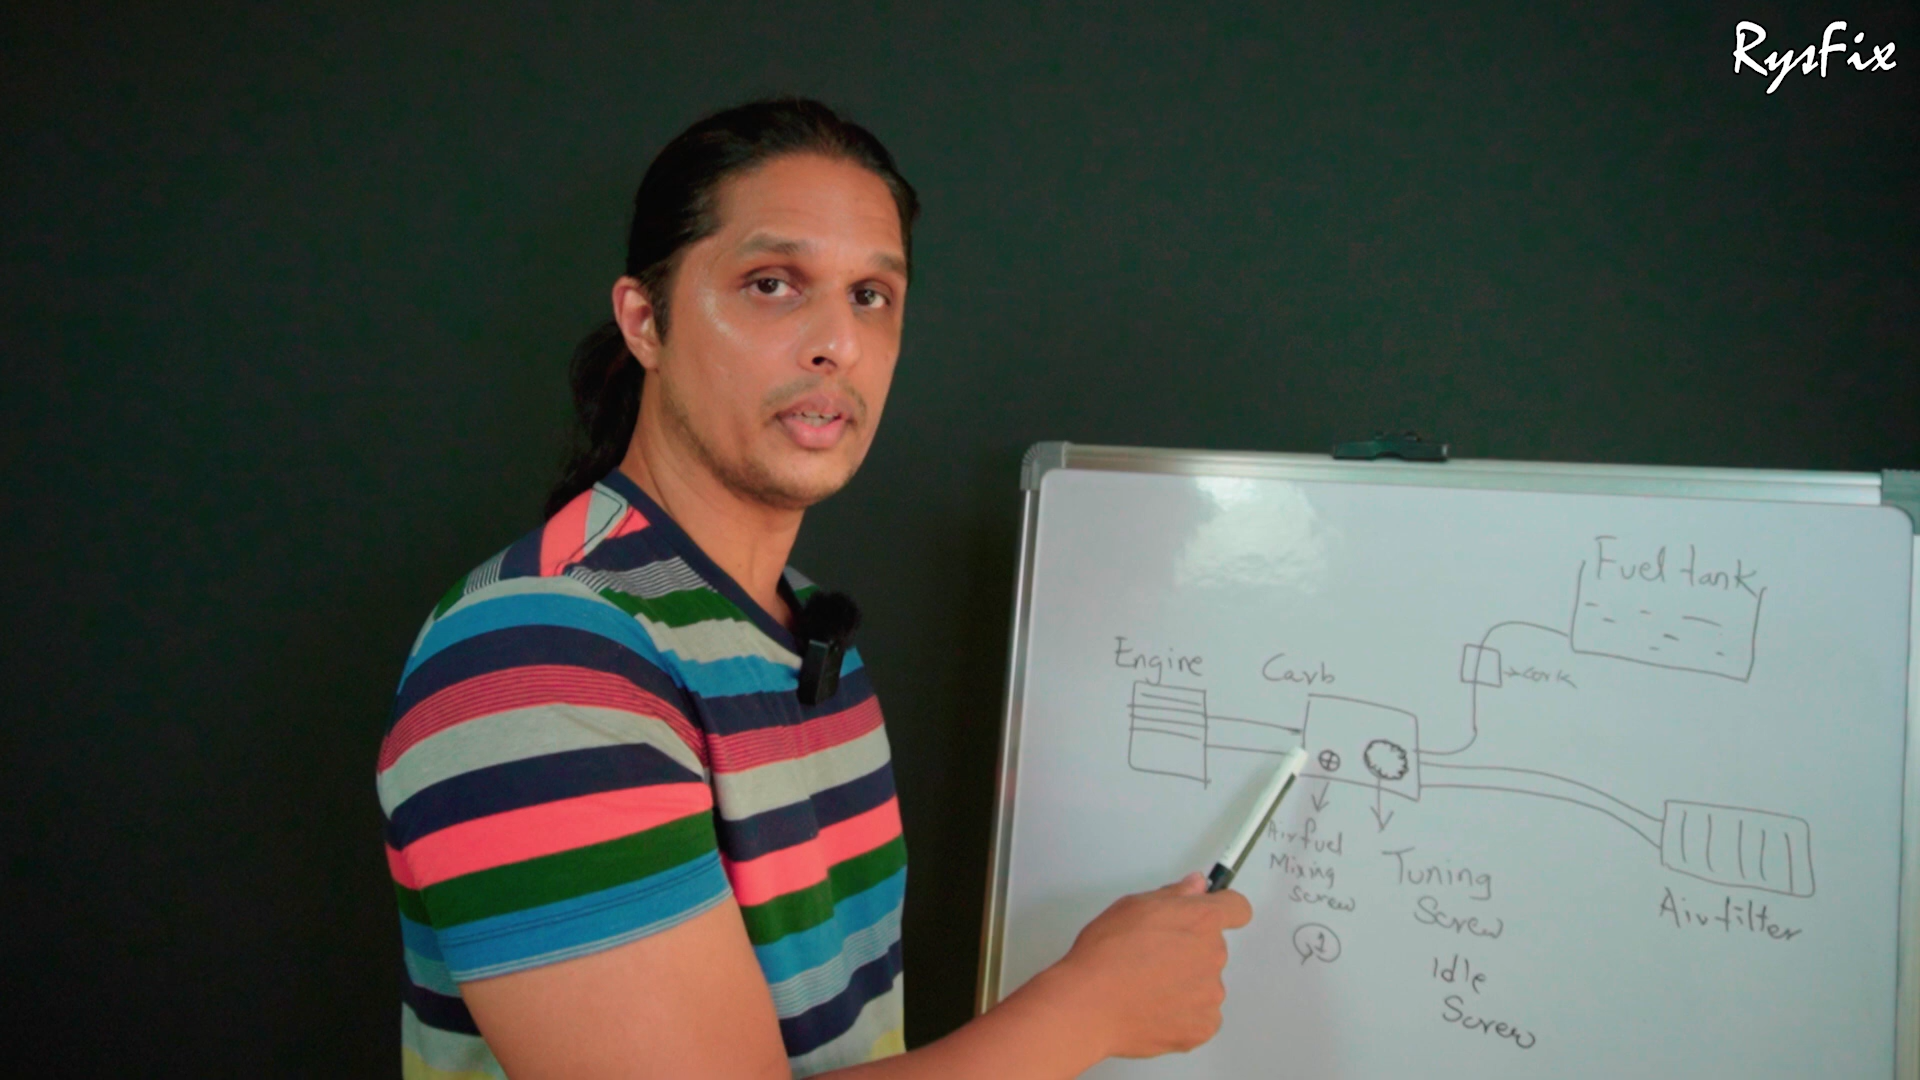 RysFix
Fuel tank
Engine
Carb
cork
Air fuel
Mixing
Screw
1
Tuning
Screw
Idle
Screw
Air filter